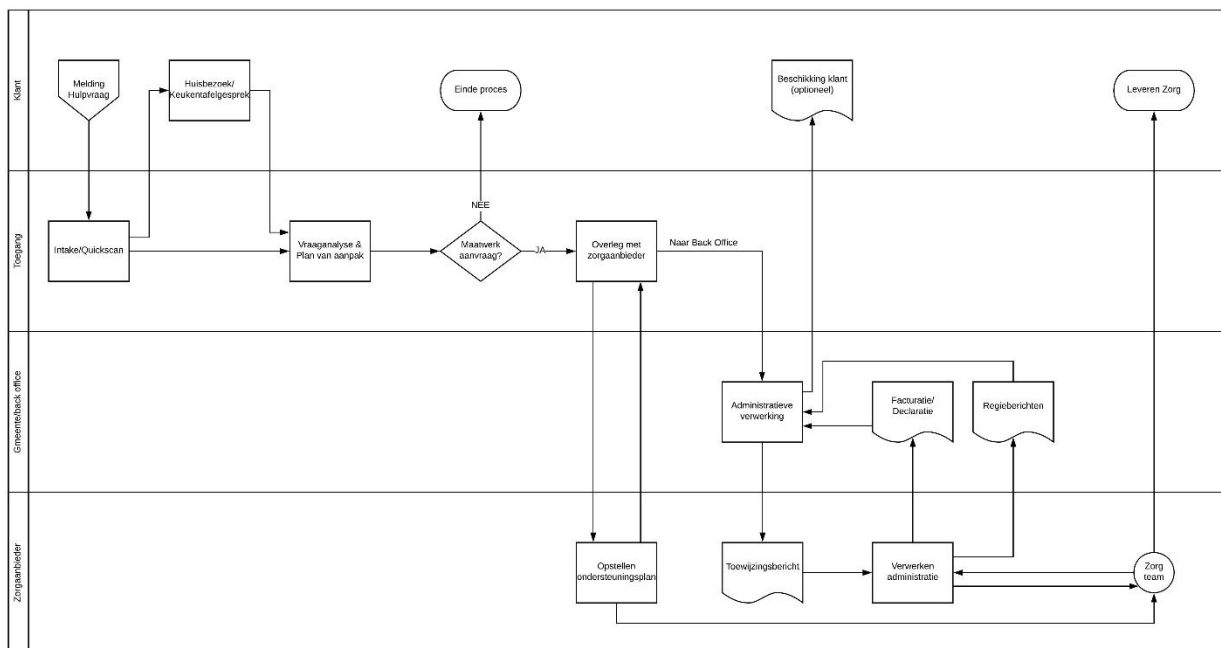 Klant
Melding
Hulpvraag
Huisbezoek/
Keukentafelgesprek
Einde proces
Beschikking klant
(optioneel)
Leveren Zorg
Toegang
Intake/Quickscan
Vraaganalyse &
Plan van aanpak
NEE
Maatwerk
aanvraag?
JA
Overleg met
zorgaanbieder
Naar Back Office
Gmeente/back office
Administratieve
verwerking
Facturatie/
Declaratie
Regieberichten
Zorgaanbieder
Opstellen
ondersteuningsplan
Toewijzingsbericht
Verwerken
administratie
Zorg
team